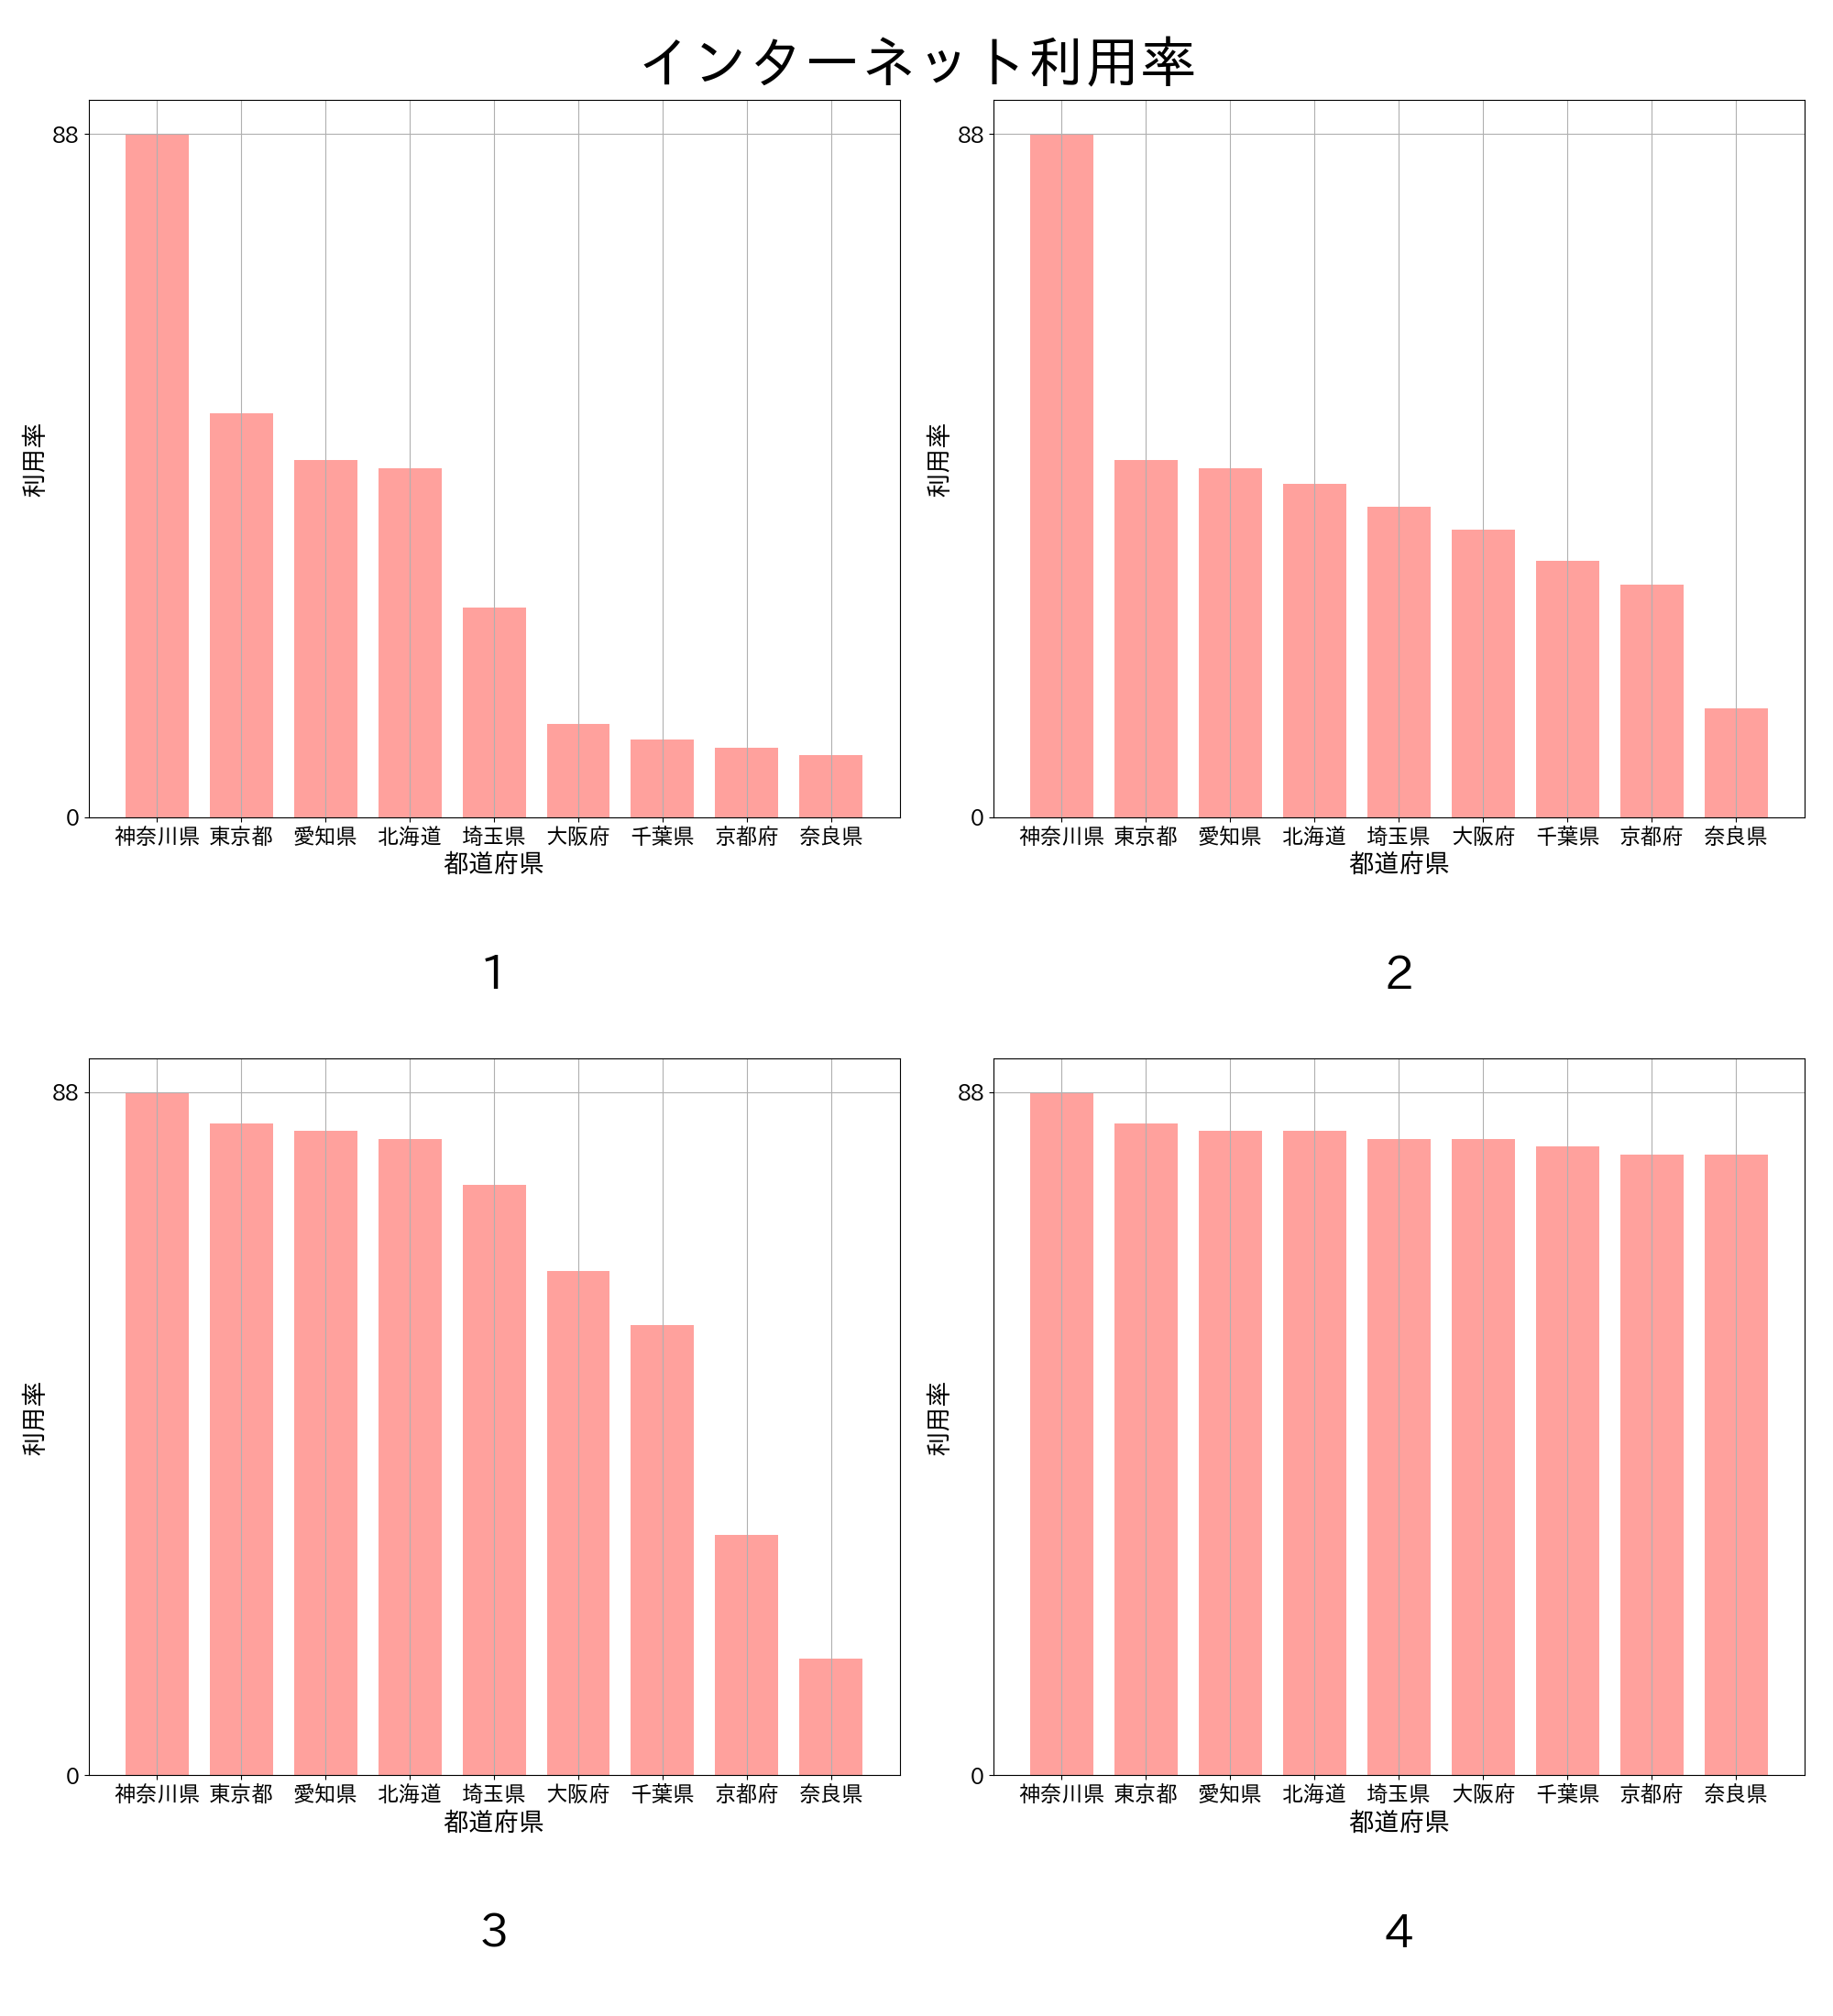 インターネット利用率
88
0
利用率
神奈川県 東京都 愛知県 北海道 埼玉県 大阪府 千葉県 京都府 奈良県
都道府県
1
88
0
利用率
神奈川県 東京都 愛知県 北海道 埼玉県 大阪府 千葉県 京都府 奈良県
都道府県
2
88
0
利用率
神奈川県 東京都 愛知県 北海道 埼玉県 大阪府 千葉県 京都府 奈良県
都道府県
3
88
0
利用率
神奈川県 東京都 愛知県 北海道 埼玉県 大阪府 千葉県 京都府 奈良県
都道府県
4